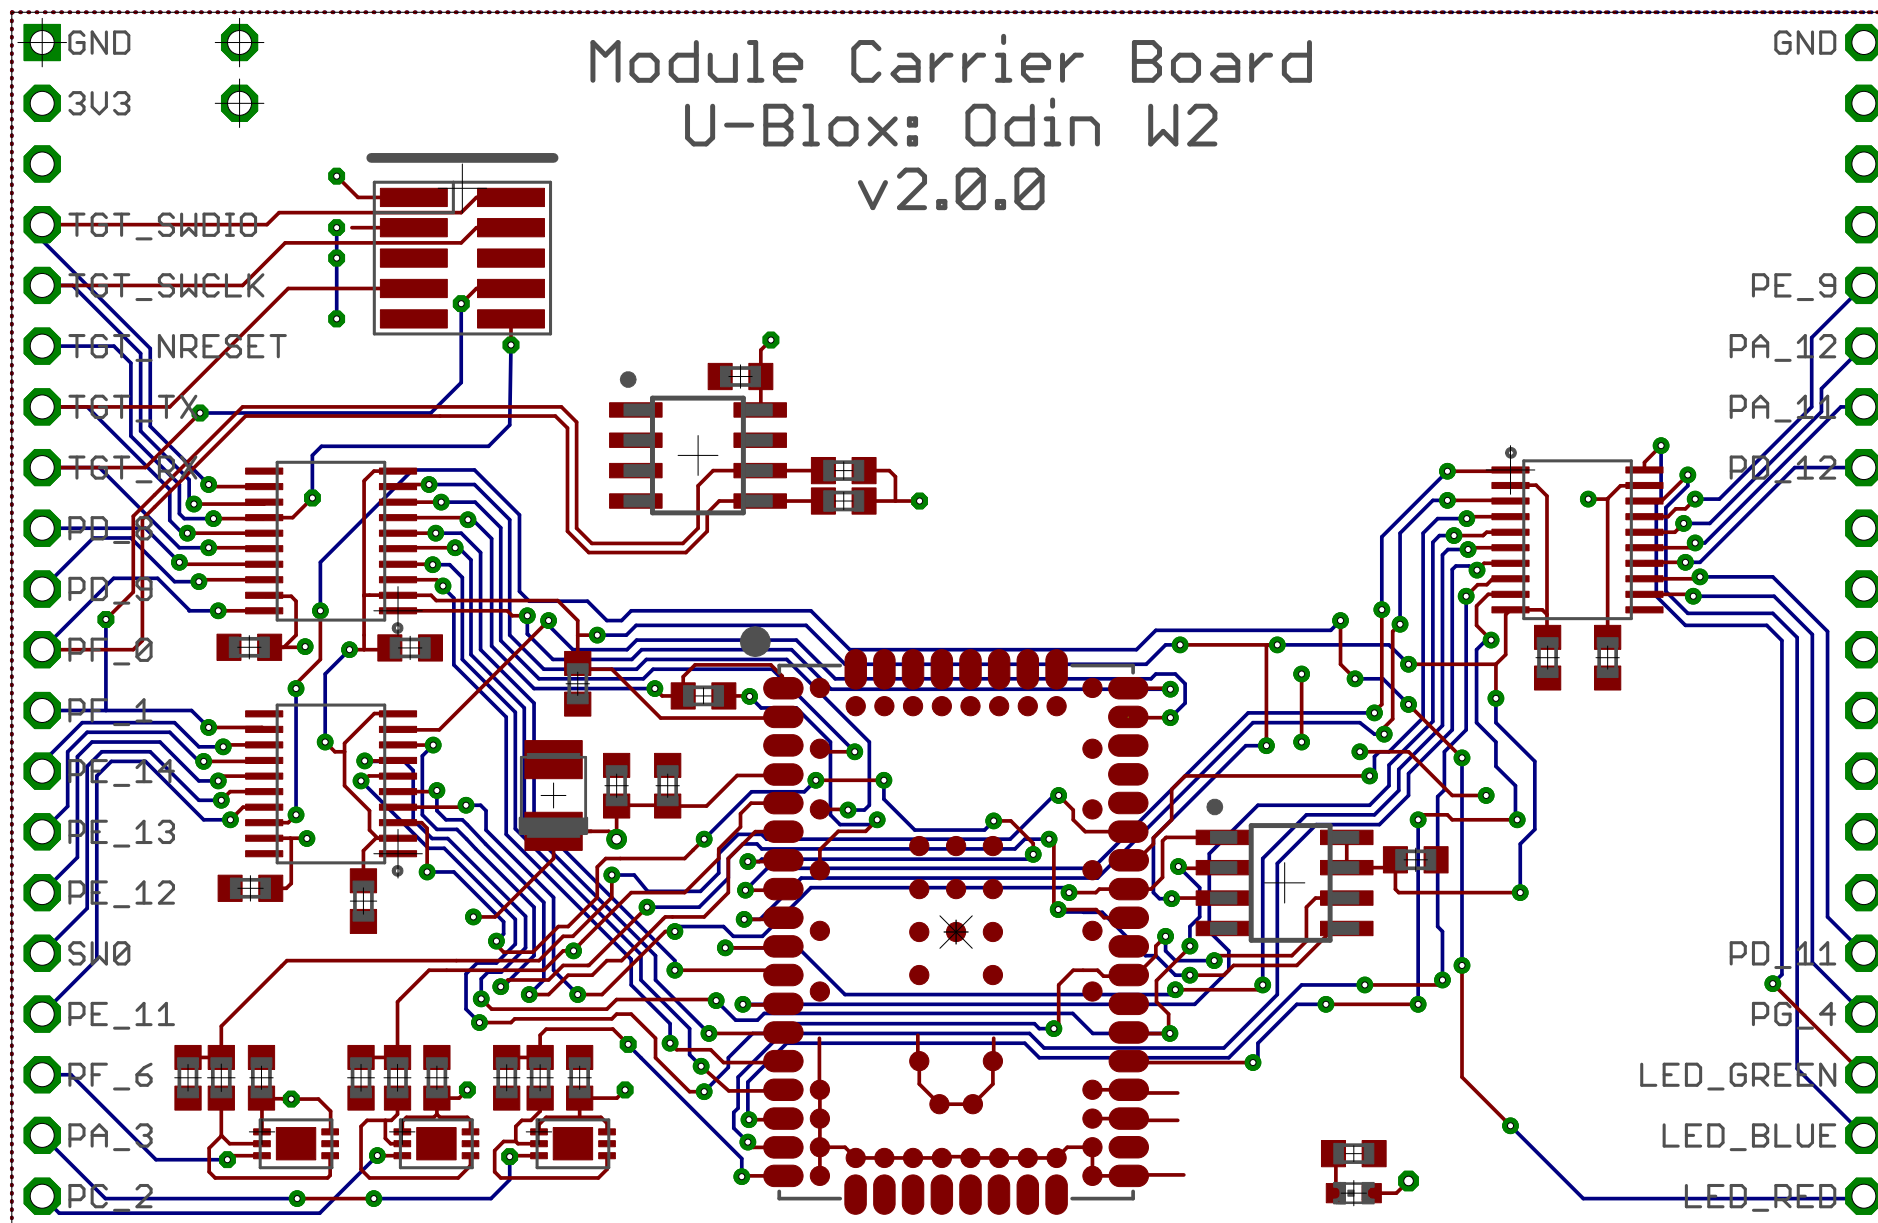 Module Carrier Board
U-Blox: Odin W2
v2.0.0
GND
3V3
TGT_SWDIO
TGT_SWCLK
TGT_NRESET
TGT_TX
TGT_RX
PD_8
PD_9
PF_0
PF_1
PE_14
PE_13
PE_12
SW0
PE_11
PF_6
PA_3
PC_2
GND
PE_9
PA_12
PA_11
PD_12
PD_11
PG_4
LED_GREEN
LED_BLUE
LED_RED